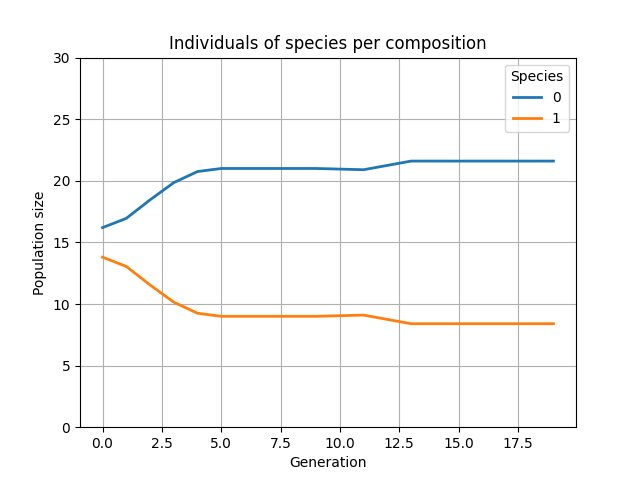 Individuals of species per composition
Species
0
1
30
25
20
15
10
5
0
Population size
0.0 2.5 5.0 7.5 10.0 12.5 15.0 17.5
Generation